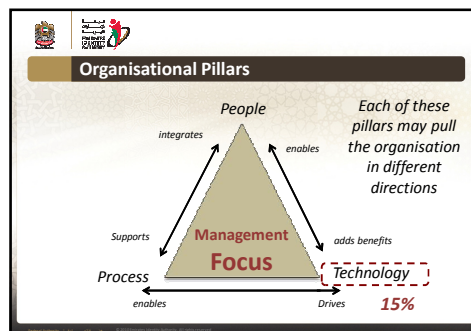 Organisational Pillars
People
Each of these
pillars may pull
the organisation
in different
directions
integrates
enables
Supports
Management
Focus
adds benefits
Process
Technology
enables
Drives
15%